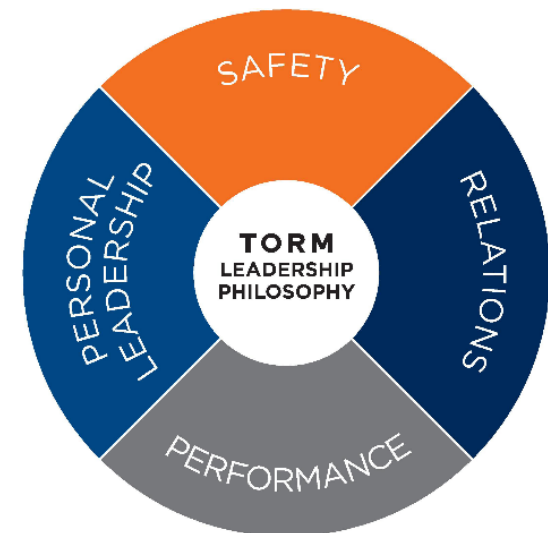 SAFETY
PERSONAL
LEADERSHIP
TORM
LEADERSHIP
PHILOSOPHY
RELATIONS
PERFORMANCE